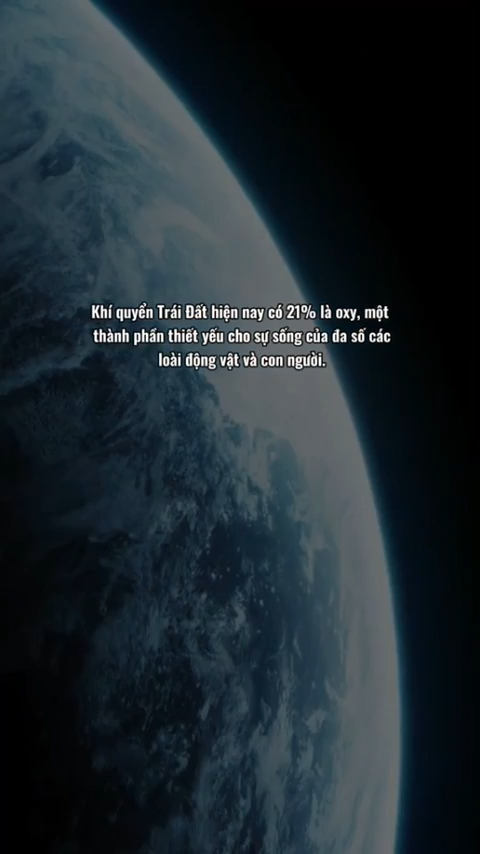 Khí quyển Trái Đất hiện nay có 21% là oxy, một
thành phần thiết yếu cho sự sống của đa số các
loài động vật và con người.